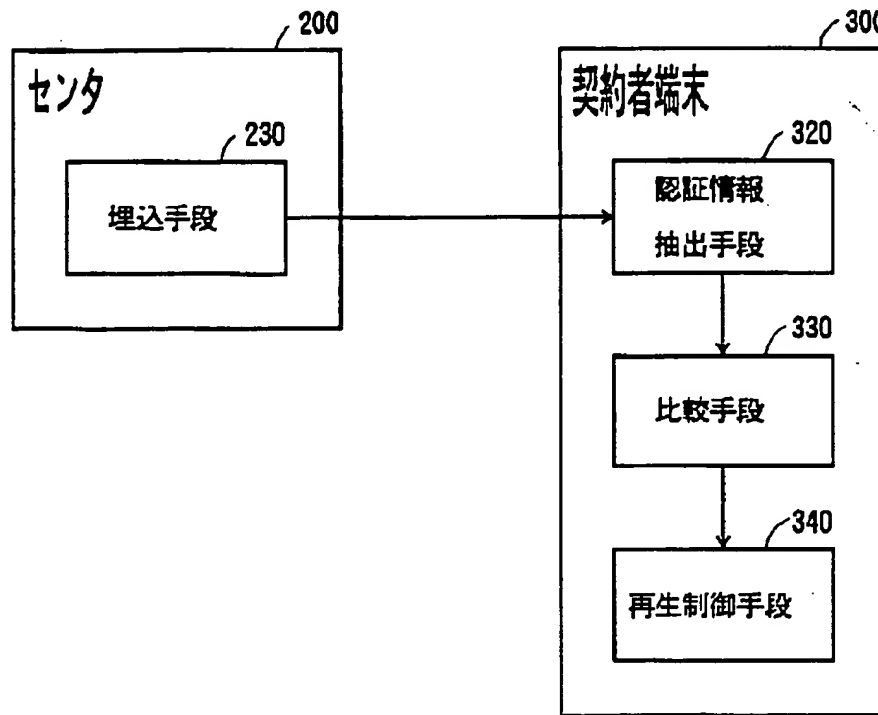 200
センタ
230
埋込手段
300
契約者端末
320
認証情報
抽出手段
330
比較手段
340
再生制御手段